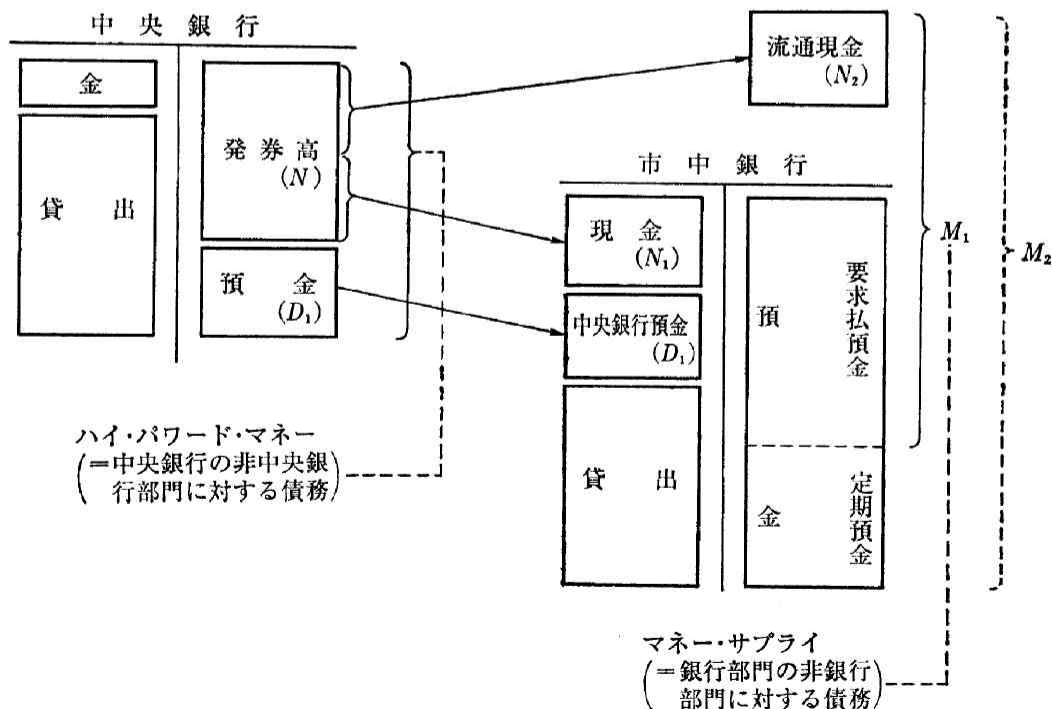 中央銀行
金
貸出
発券高
(N)
預金
(D₁)
流通現金
(N₂)
市中銀行
現金
(N₁)
中央銀行預金
(D₁)
貸出
預金
要求払預金
定期預金
M₁
M₂
ハイ・パワード・マネー
(=中央銀行の非中央銀
行部門に対する債務)
マネー・サプライ
(=銀行部門の非銀行
部門に対する債務)